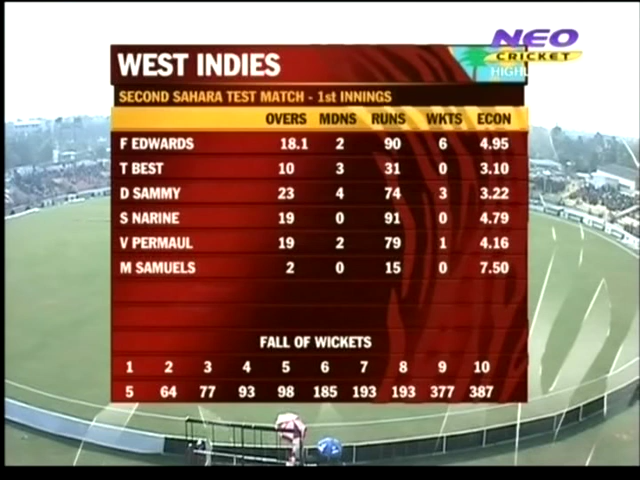 NEO
CRICKET
HIGHL
WEST INDIES
SECOND SAHARA TEST MATCH - 1st INNINGS
OVERS MDNS RUNS WKTS ECON
F EDWARDS 18.1 2 90 6 4.95
T BEST 10 3 31 0 3.10
D SAMMY 23 4 74 3 3.22
S NARINE 19 0 91 0 4.79
V PERMAUL 19 2 79 1 4.16
M SAMUELS 2 0 15 0 7.50
FALL OF WICKETS
1 2 3 4 5 6 7 8 9 10
5 64 77 93 98 185 193 193 377 387